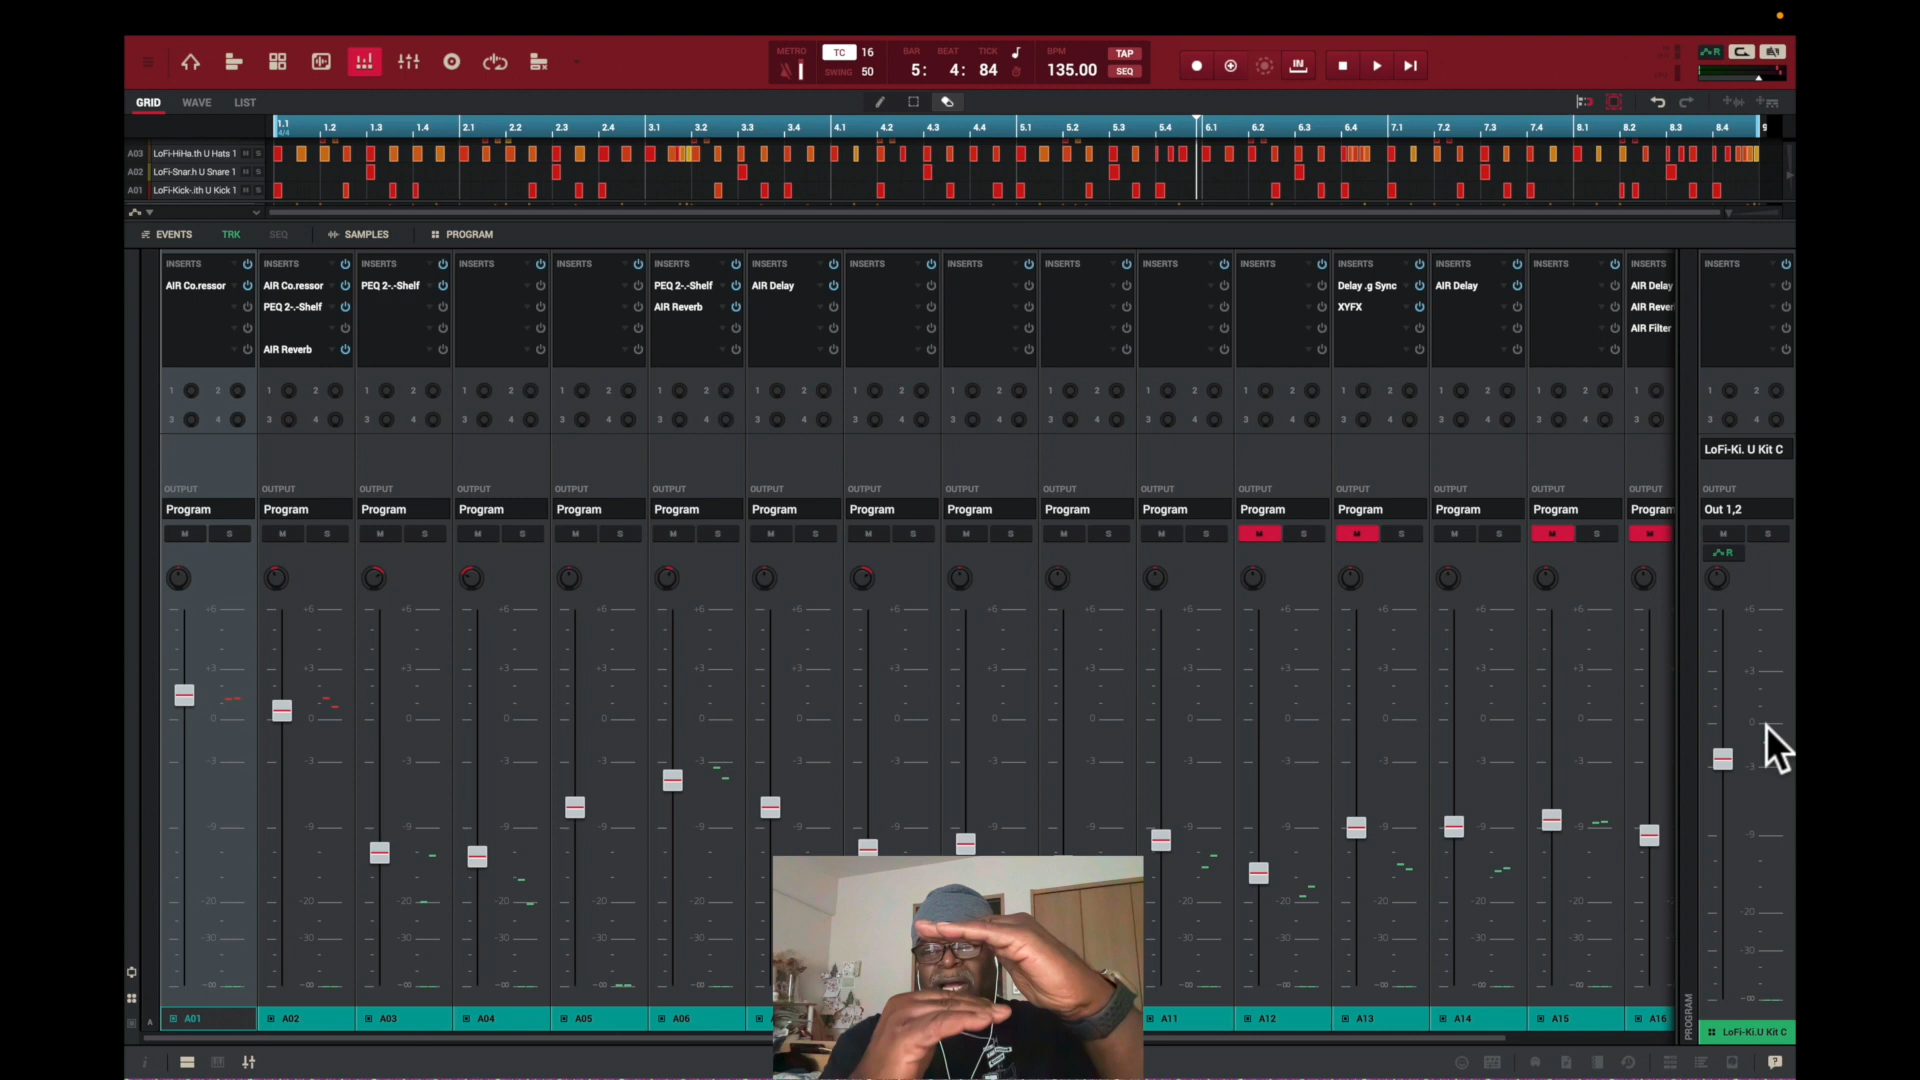 METRO TC 16 BAR BEAT TICK BPM TAP
SWING 50 5: 4: 84 135.00 SEQ
IN
R
GRID WAVE LIST
1.1 1.2 1.3 1.4 2.1 2.2 2.3 2.4 3.1 3.2 3.3 3.4 4.1 4.2 4.3 4.4 5.1 5.2 5.3 5.4 6.1 6.2 6.3 6.4 7.1 7.2 7.3 7.4 8.1 8.2 8.3 8.4 9
4/4
A03 LoFi-HiHa.th U Hats 1 M S
A02 LoFi-Snar.h U Snare 1 M S
A01 LoFi-Kick-.ith U Kick 1 M S
EVENTS TRK SEQ SAMPLES PROGRAM
INSERTS INSERTS INSERTS INSERTS INSERTS INSERTS INSERTS INSERTS INSERTS INSERTS INSERTS INSERTS INSERTS INSERTS INSERTS INSERTS INSERTS
AIR Co.ressor AIR Co.ressor PEQ 2-.-Shelf PEQ 2-.-Shelf AIR Delay Delay .g Sync AIR Delay AIR Delay
PEQ 2-.-Shelf AIR Reverb XYFX AIR Rever
AIR Filter
AIR Reverb
1 2 1 2 1 2 1 2 1 2 1 2 1 2 1 2 1 2 1 2 1 2 1 2 1 2 1 2 1 2 1 1 2
3 4 3 4 3 4 3 4 3 4 3 4 3 4 3 4 3 4 3 4 3 4 3 4 3 4 3 4 3 4 3 3 4
LoFi-Ki. U Kit C
OUTPUT OUTPUT OUTPUT OUTPUT OUTPUT OUTPUT OUTPUT OUTPUT OUTPUT OUTPUT OUTPUT OUTPUT OUTPUT OUTPUT OUTPUT OUTPUT OUTPUT
Program Program Program Program Program Program Program Program Program Program Program Program Program Program Program Program Out 1,2
M S M S M S M S M S M S M S M S M S M S M S M S M S M S M S M M S
R
+6 +6 +6 +6 +6 +6 +6 +6 +6 +6 +6 +6 +6 +6 +6 +6
+3 +3 +3 +3 +3 +3 +3 +3 +3 +3 +3 +3 +3 +3 +3 +3
0 0 0 0 0 0 0 0 0 0 0 0 0 0 0 0
-3 -3 -3 -3 -3 -3 -3 -3 -3 -3 -3 -3 -3 -3 -3 -3
-9 -9 -9 -9 -9 -9 -9 -9 -9 -9 -9 -9 -9 -9 -9 -9
-20 -20 -20 -20 -20 -20 -20 -20 -20 -20 -20 -20
-30 -30 -30 -30 -30 -30 -30 -30 -30 -30 -30 -30
-∞ -∞ -∞ -∞ -∞ -∞ -∞ -∞ -∞ -∞ -∞ -∞
PROGRAM
A A01 A02 A03 A04 A05 A06 A11 A12 A13 A14 A15 A16 LoFi-Ki.U Kit C